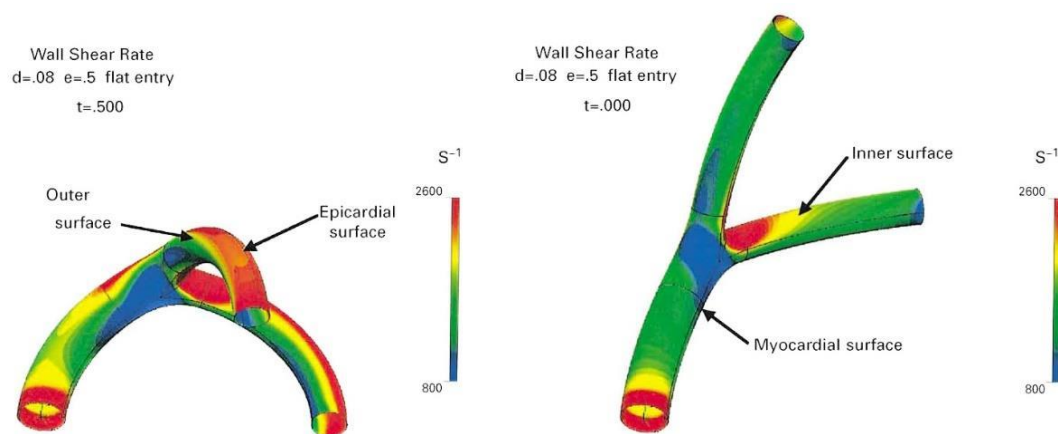 Wall Shear Rate
d=.08 e=.5 flat entry
t=.500
S⁻¹
2600
800
Outer
surface
Epicardial
surface
Wall Shear Rate
d=.08 e=.5 flat entry
t=.000
S⁻¹
2600
800
Inner surface
Myocardial surface